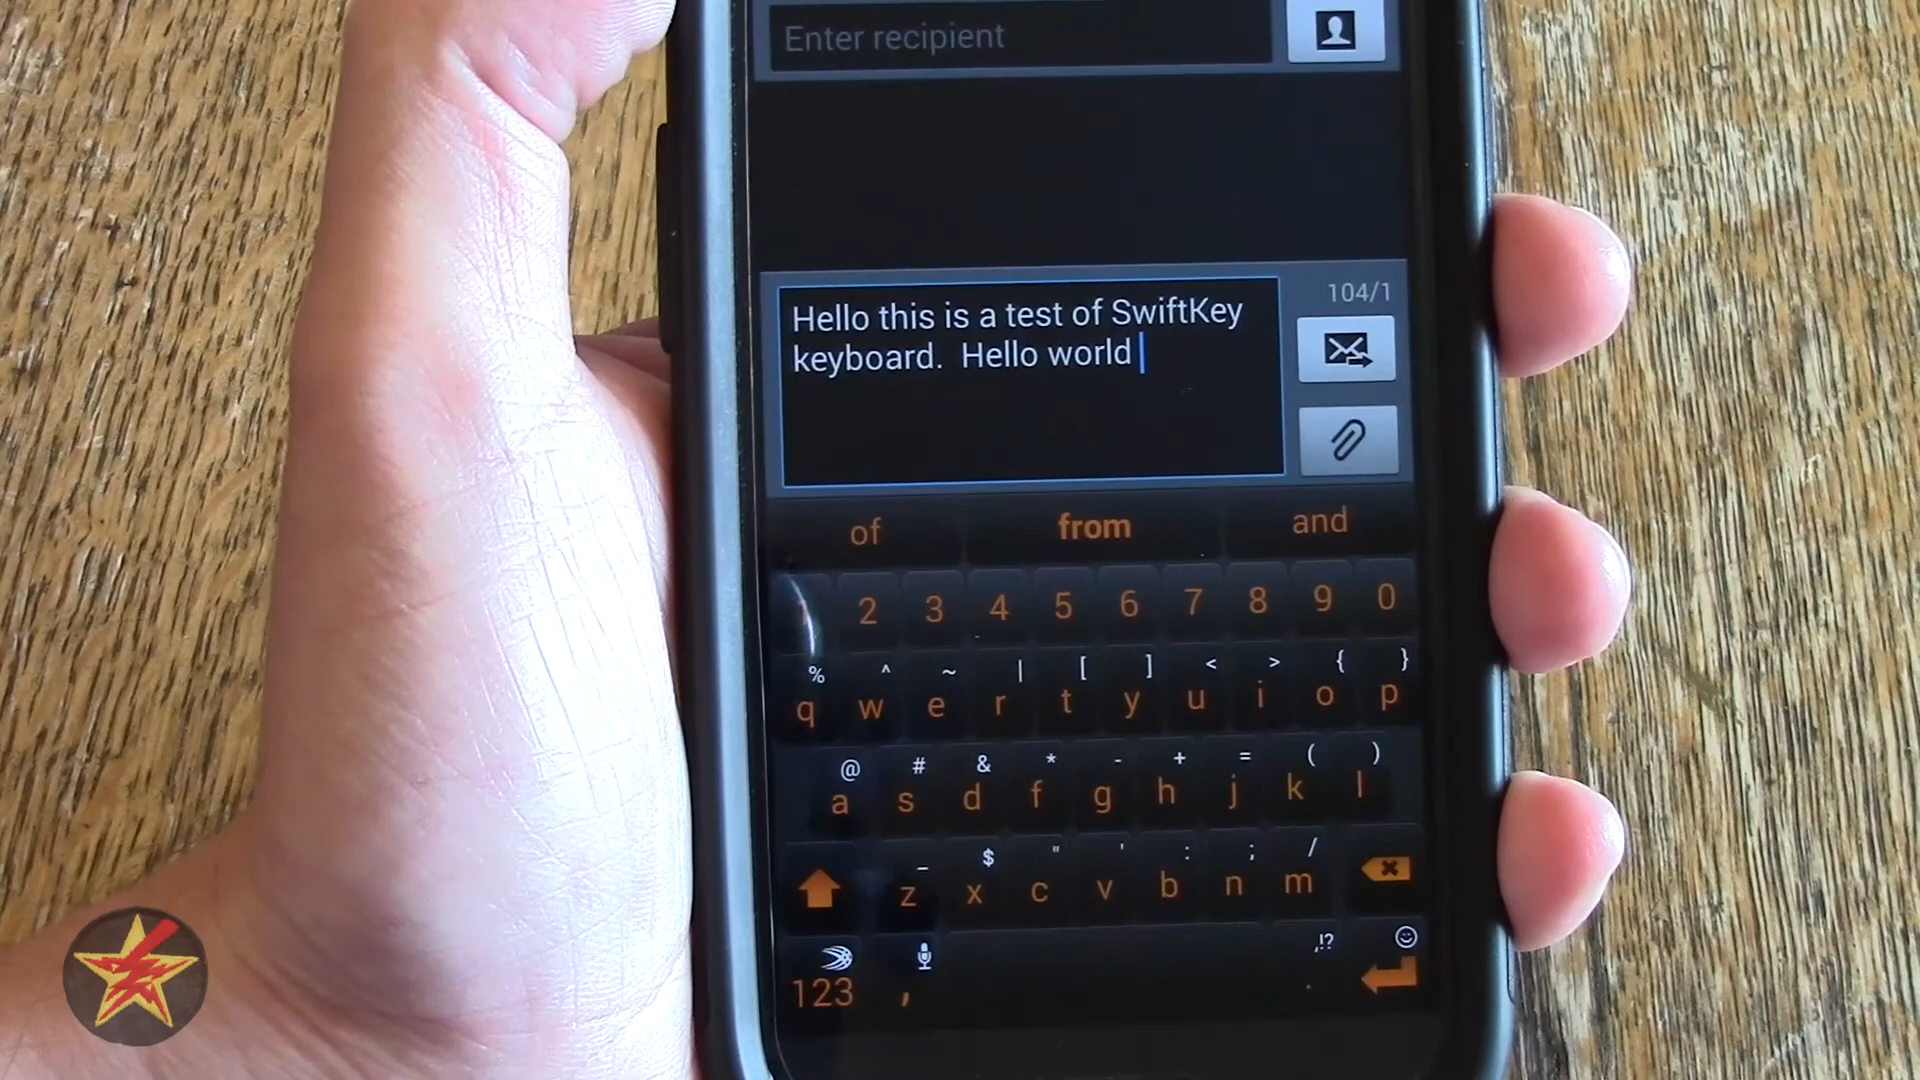 Enter recipient
104/1
Hello this is a test of SwiftKey
keyboard.  Hello world
of from and
2 3 4 5 6 7 8 9 0
% ^ ~ | [ ] < > { }
q w e r t y u i o p
@ # & * - + = ( )
a s d f g h j k l
_ $ " ' : ; /
z x c v b n m
,!?
123 , .